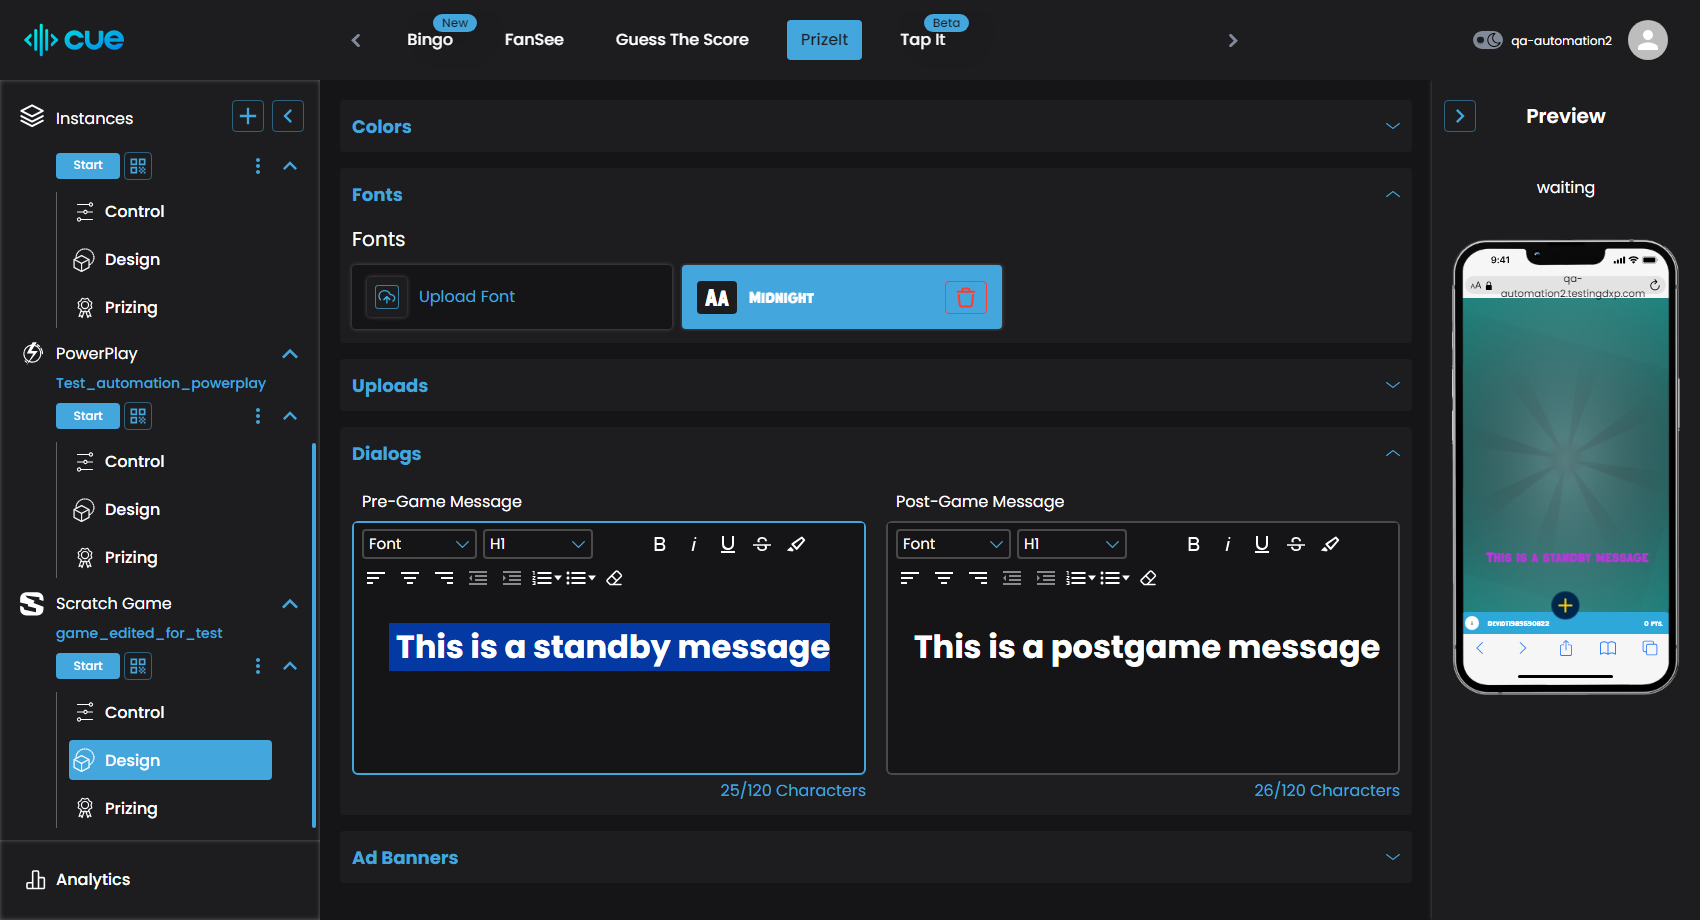 cue
Bingo
New
FanSee
Guess The Score
PrizeIt
Tap It
Beta
qa-automation2
Instances
Start
Control
Design
Prizing
PowerPlay
Test_automation_powerplay
Start
Control
Design
Prizing
Scratch Game
game_edited_for_test
Start
Control
Design
Prizing
Analytics
Colors
Fonts
Fonts
Upload Font
AA
Midnight
Uploads
Dialogs
Pre-Game Message
Font
H1
B
i
U
S
This is a standby message
25/120 Characters
Post-Game Message
Font
H1
B
i
U
S
This is a postgame message
26/120 Characters
Ad Banners
Preview
waiting
9:41
AA
qa-
automation2.testingdxp.com
This is a standby message
0 PTS.